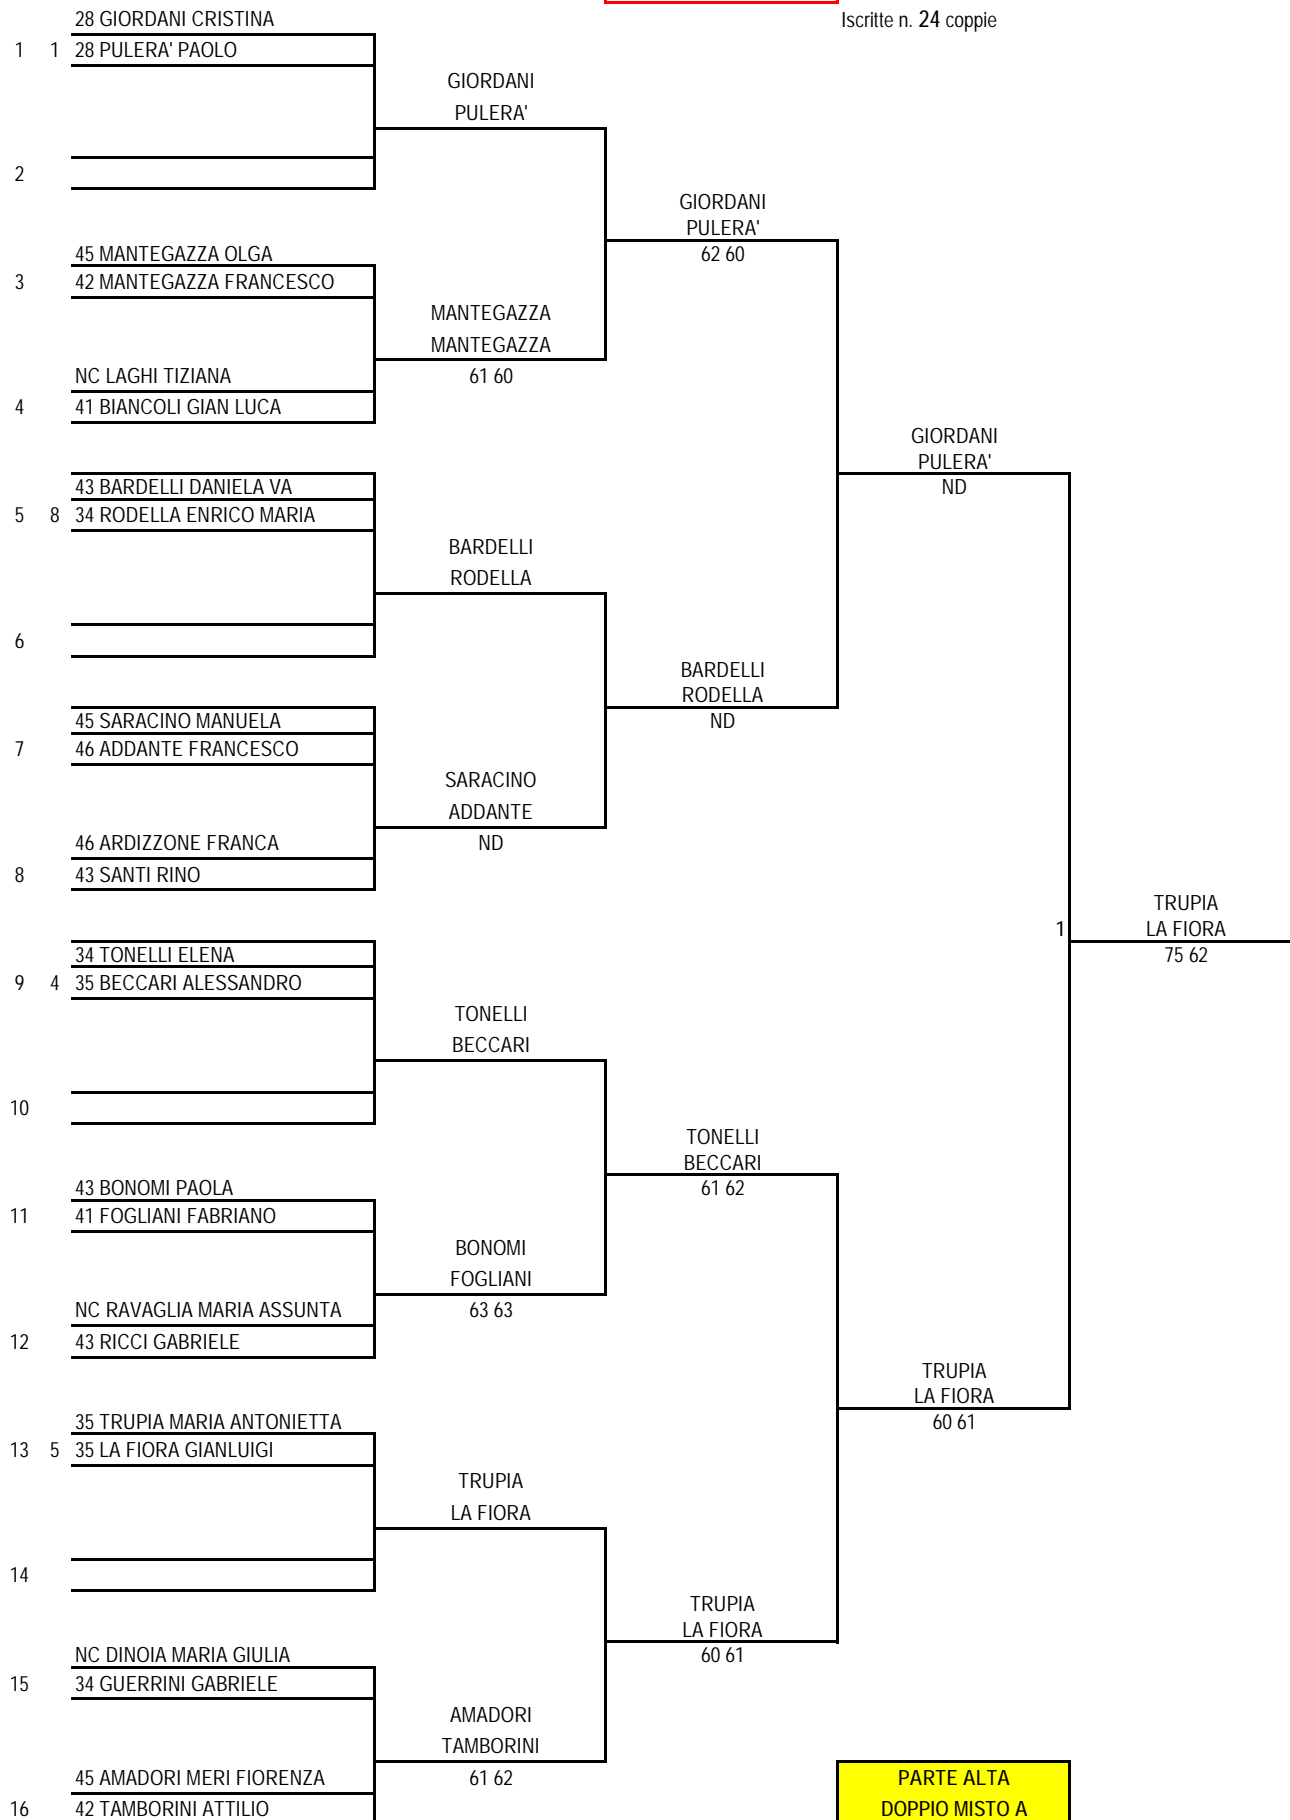 28 GIORDANI CRISTINA
Iscritte n. 24 coppie
1 1 28 PULERA' PAOLO
GIORDANI
PULERA'
2
GIORDANI
PULERA'
62 60
45 MANTEGAZZA OLGA
3 42 MANTEGAZZA FRANCESCO
MANTEGAZZA
MANTEGAZZA
61 60
NC LAGHI TIZIANA
4 41 BIANCOLI GIAN LUCA
GIORDANI
PULERA'
ND
43 BARDELLI DANIELA VA
5 8 34 RODELLA ENRICO MARIA
BARDELLI
RODELLA
6
BARDELLI
RODELLA
ND
45 SARACINO MANUELA
7 46 ADDANTE FRANCESCO
SARACINO
ADDANTE
ND
46 ARDIZZONE FRANCA
8 43 SANTI RINO
TRUPIA
1 LA FIORA
75 62
34 TONELLI ELENA
9 4 35 BECCARI ALESSANDRO
TONELLI
BECCARI
10
TONELLI
BECCARI
61 62
43 BONOMI PAOLA
11 41 FOGLIANI FABRIANO
BONOMI
FOGLIANI
63 63
NC RAVAGLIA MARIA ASSUNTA
12 43 RICCI GABRIELE
TRUPIA
LA FIORA
60 61
35 TRUPIA MARIA ANTONIETTA
13 5 35 LA FIORA GIANLUIGI
TRUPIA
LA FIORA
14
TRUPIA
LA FIORA
60 61
NC DINOIA MARIA GIULIA
15 34 GUERRINI GABRIELE
AMADORI
TAMBORINI
61 62
45 AMADORI MERI FIORENZA
16 42 TAMBORINI ATTILIO
PARTE ALTA
DOPPIO MISTO A